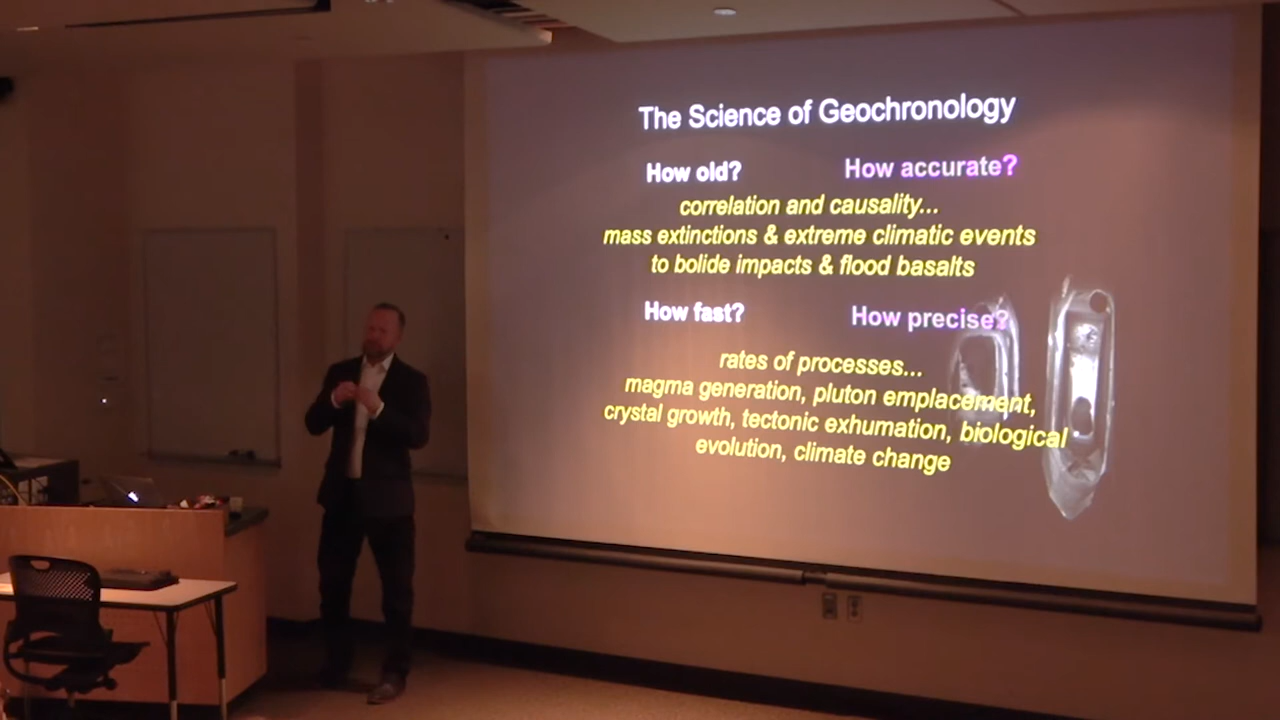 The Science of Geochronology
How old? How accurate?
correlation and causality...
mass extinctions & extreme climatic events
to bolide impacts & flood basalts
How fast? How precise?
rates of processes...
magma generation, pluton emplacement,
crystal growth, tectonic exhumation, biological
evolution, climate change